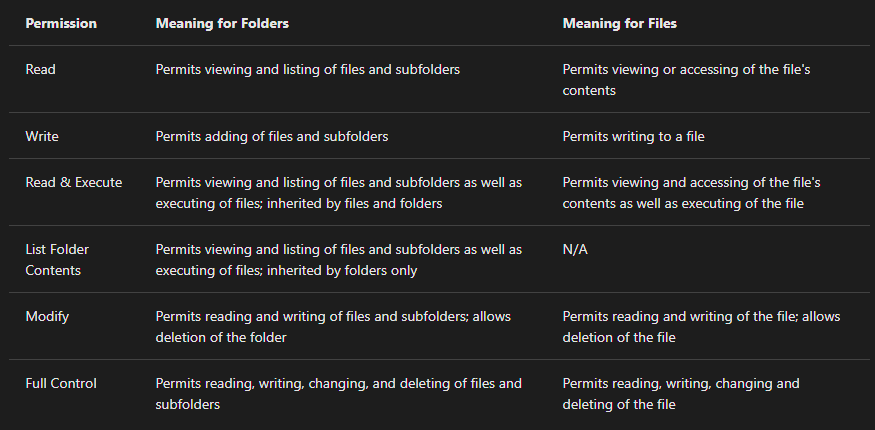 Permission Meaning for Folders Meaning for Files
Read Permits viewing and listing of files and subfolders Permits viewing or accessing of the file's
contents
Write Permits adding of files and subfolders Permits writing to a file
Read & Execute Permits viewing and listing of files and subfolders as well as Permits viewing and accessing of the file's
executing of files; inherited by files and folders contents as well as executing of the file
List Folder Permits viewing and listing of files and subfolders as well as N/A
Contents executing of files; inherited by folders only
Modify Permits reading and writing of files and subfolders; allows Permits reading and writing of the file; allows
deletion of the folder deletion of the file
Full Control Permits reading, writing, changing, and deleting of files and Permits reading, writing, changing and
subfolders deleting of the file